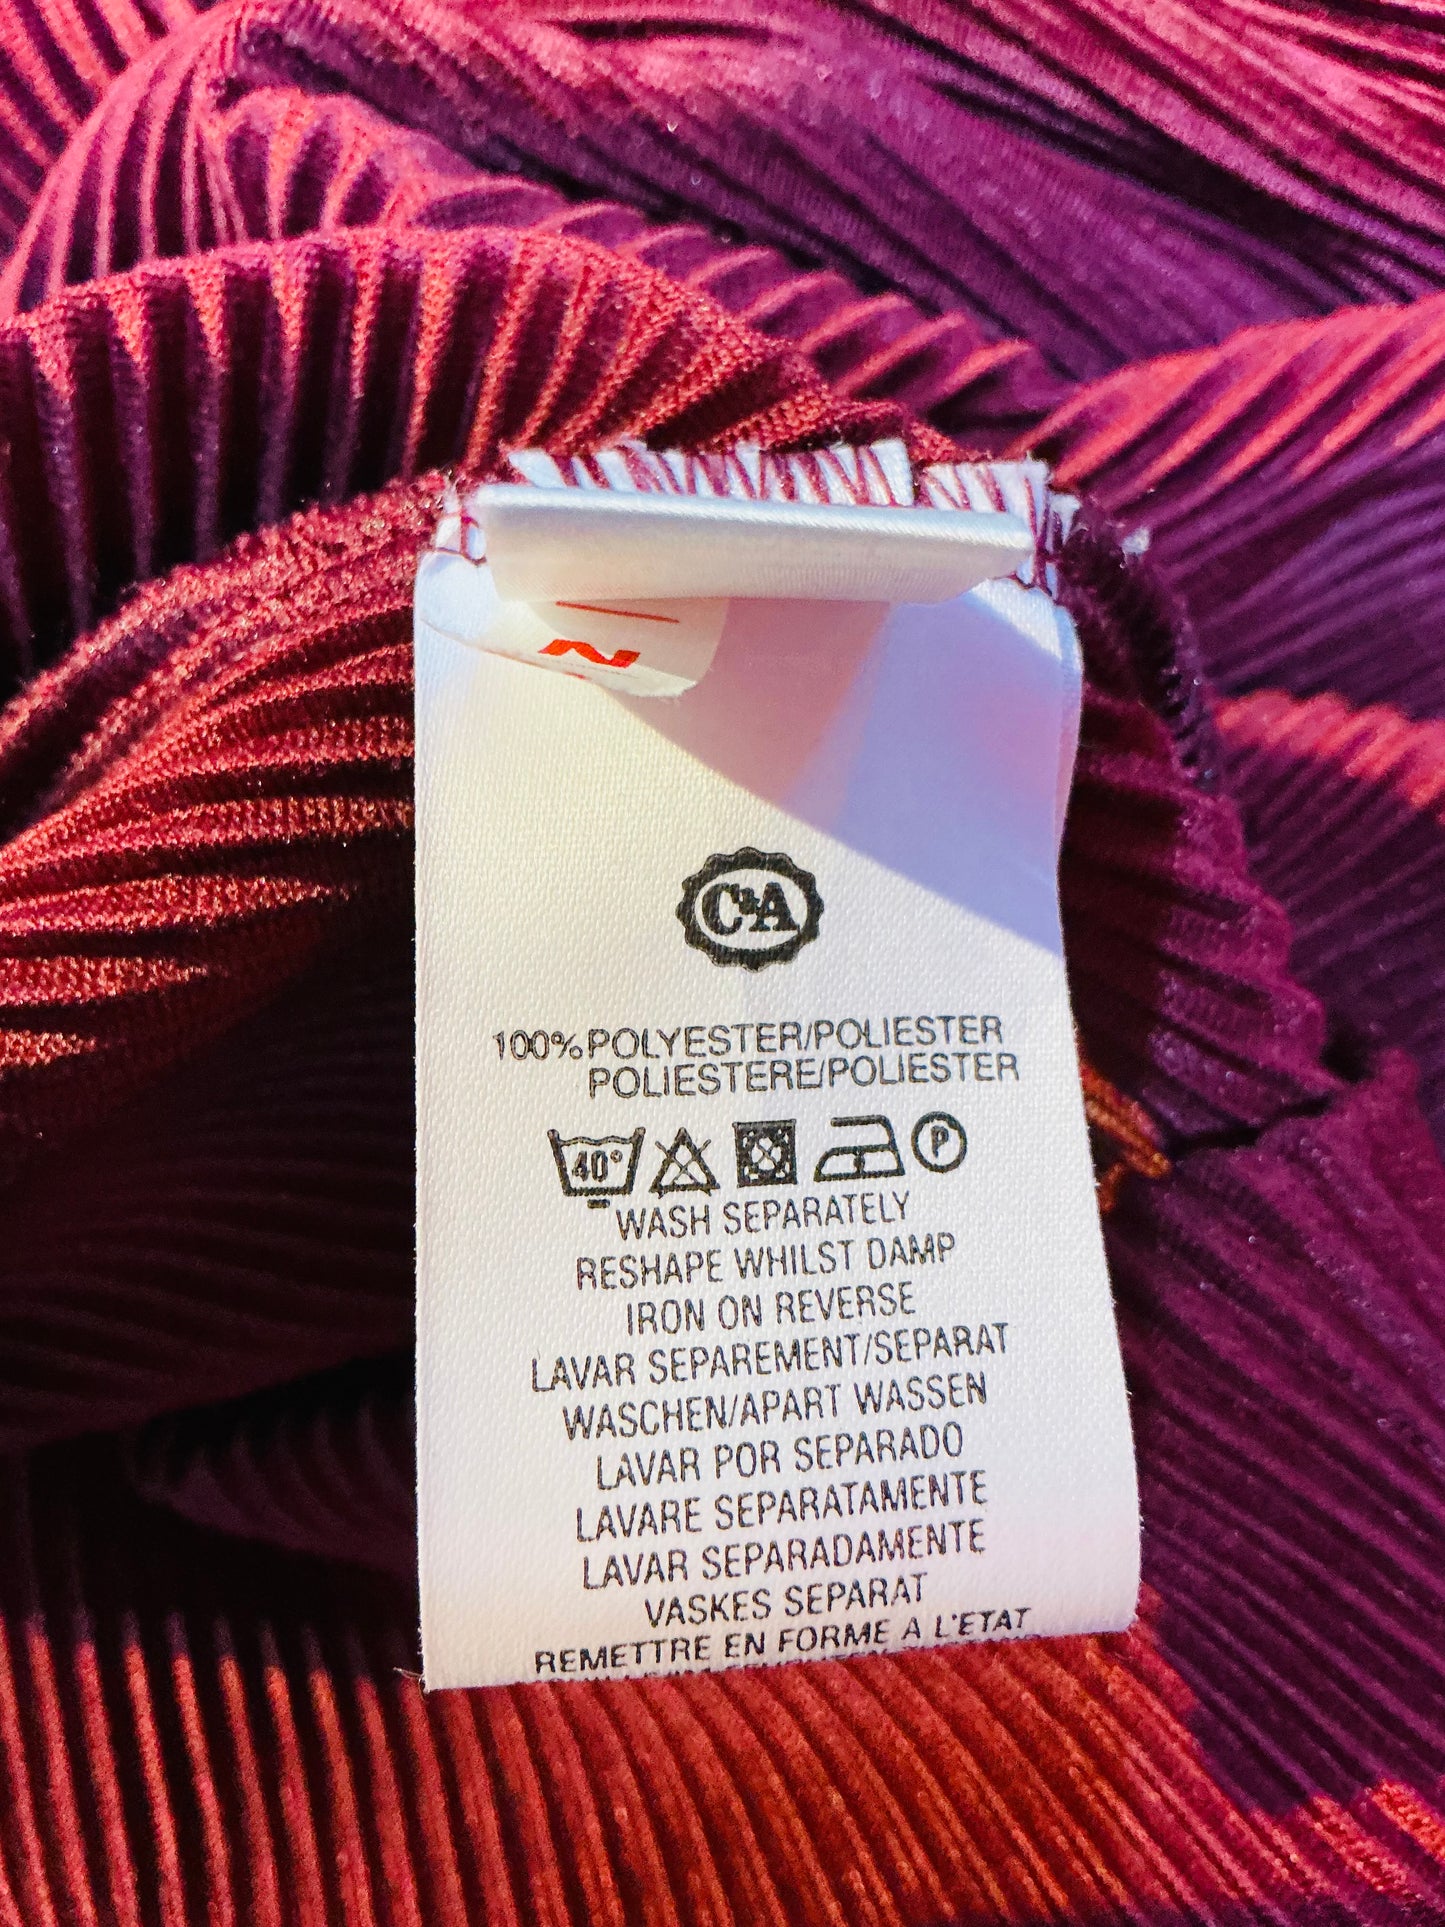 C&A
100% POLYESTER/POLIESTER
POLIESTERE/POLIESTER
40° P
WASH SEPARATELY
RESHAPE WHILST DAMP
IRON ON REVERSE
LAVAR SEPAREMENT/SEPARAT
WASCHEN/APART WASSEN
LAVAR POR SEPARADO
LAVARE SEPARATAMENTE
LAVAR SEPARADAMENTE
VASKES SEPARAT
REMETTRE EN FORME A L'ETAT